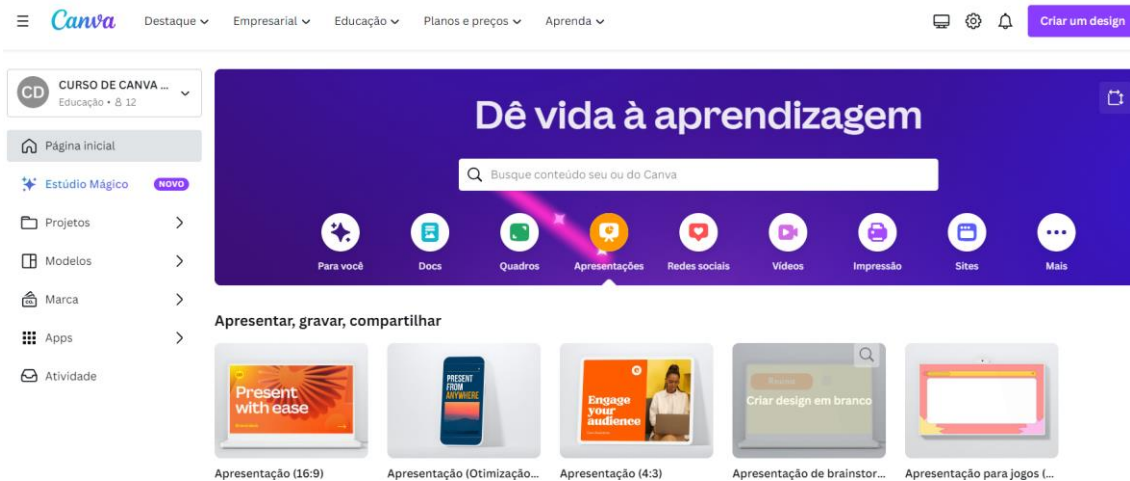 Canva Destaque Empresarial Educação Planos e preços Aprenda Criar um design
CD CURSO DE CANVA ...
Educação • 12
Página inicial
Estúdio Mágico NOVO
Projetos
Modelos
Marca
Apps
Atividade
Dê vida à aprendizagem
Busque conteúdo seu ou do Canva
Para você Docs Quadros Apresentações Redes sociais Vídeos Impressão Sites Mais
Apresentar, gravar, compartilhar
Present
with ease
PRESENT
FROM
ANYWHERE
Engage
your
audience
Criar design em branco
Apresentação (16:9) Apresentação (Otimização... Apresentação (4:3) Apresentação de brainstor... Apresentação para jogos (...